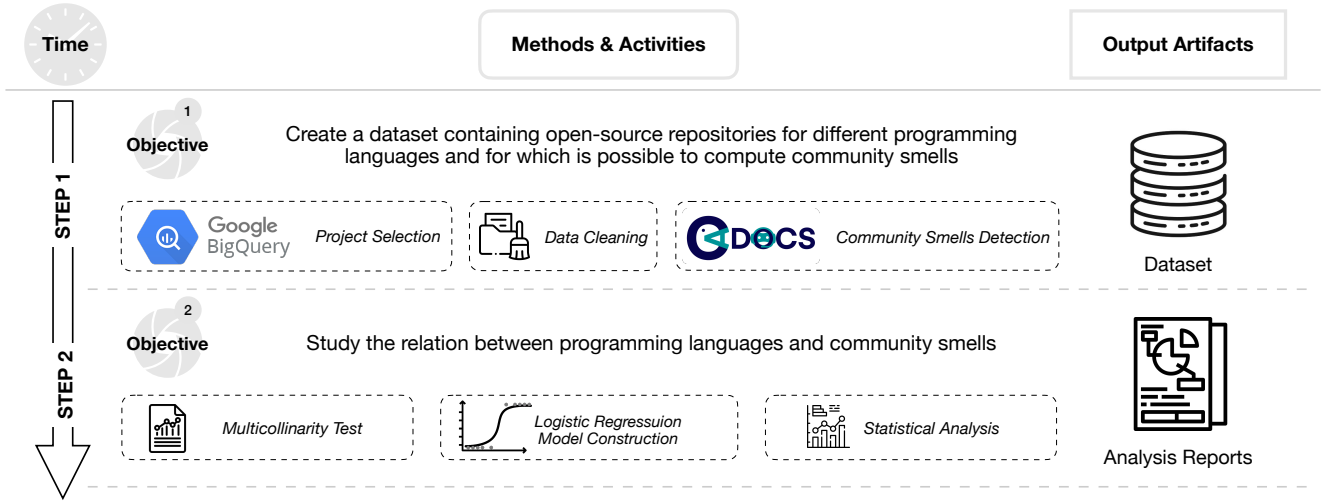 Time
Methods & Activities
Output Artifacts
STEP 1
1
Objective
Create a dataset containing open-source repositories for different programming
languages and for which is possible to compute community smells
Google
BigQuery
Project Selection
Data Cleaning
CADOCS
Community Smells Detection
Dataset
STEP 2
2
Objective
Study the relation between programming languages and community smells
Multicollinarity Test
Logistic Regressuion
Model Construction
Statistical Analysis
Analysis Reports